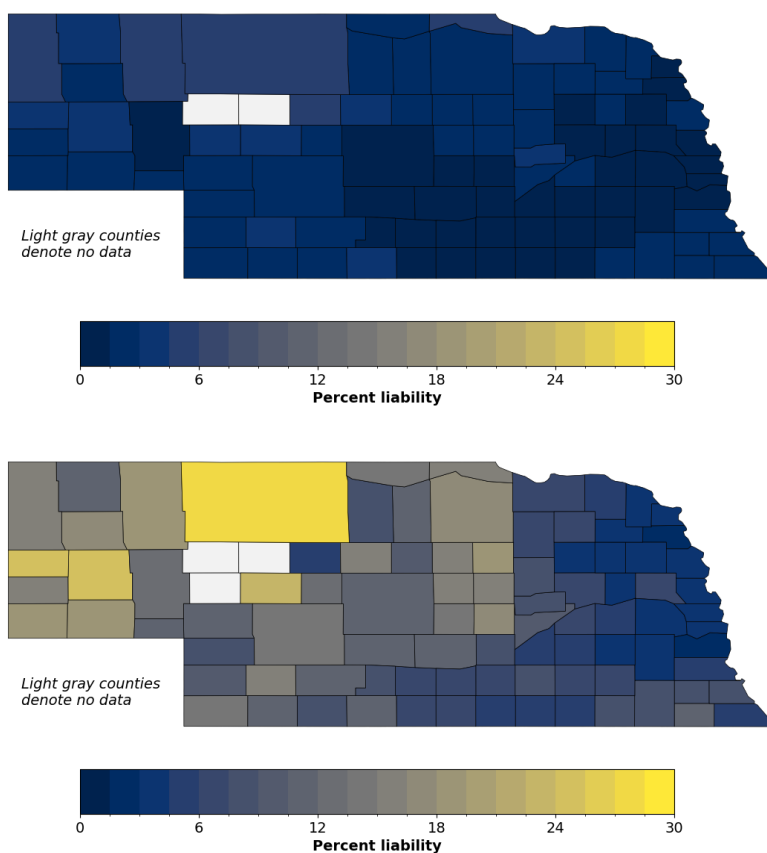 Light gray counties
denote no data
0 6 12 18 24 30
Percent liability
Light gray counties
denote no data
0 6 12 18 24 30
Percent liability